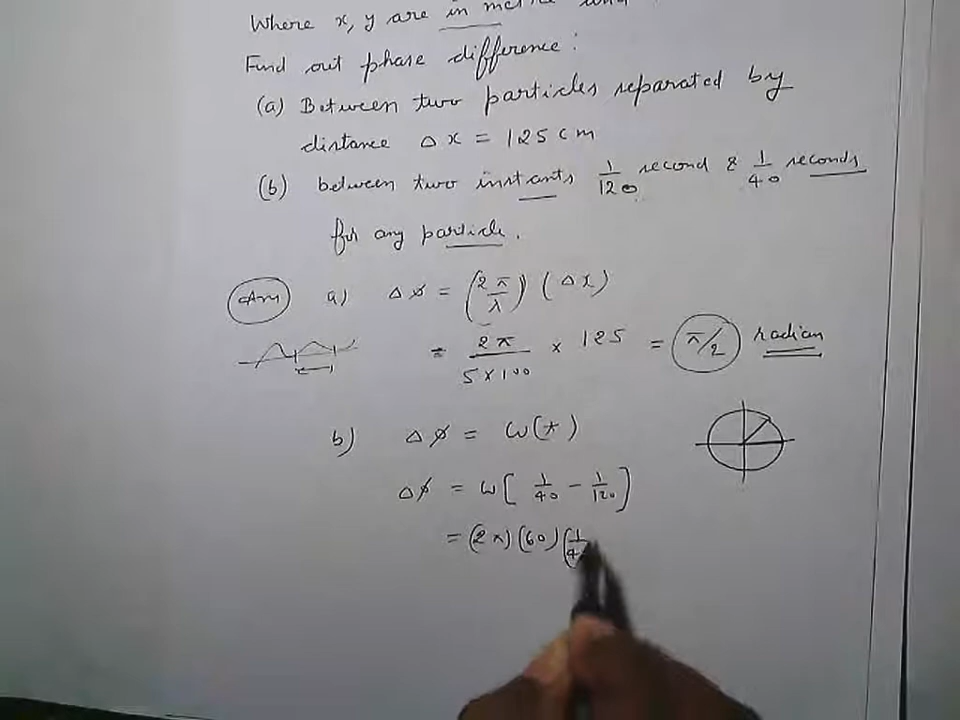 Where x, y are in
Find out phase difference :
(a) Between two particles separated by
distance Δx = 125 cm
(b) between two instants 1/120 second & 1/40 seconds
for any particle.
Ans a) Δφ = (2π/λ) (Δx)
= 2π/(5×100) × 125 = π/2 radian
b) Δφ = ω(t)
Δφ = ω[ 1/40 - 1/120 ]
= (2π)(60)(1/4